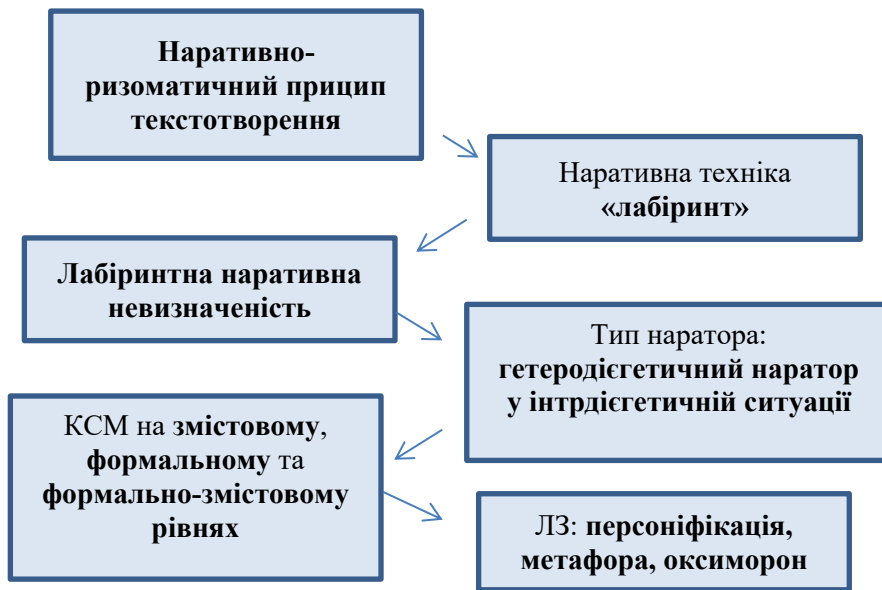 Наративно-
ризоматичний прицип
текстотворення
Наративна техніка
«лабіринт»
Лабіринтна наративна
невизначеність
Тип наратора:
гетеродієгетичний наратор
у інтрдієгетичній ситуації
КСМ на змістовому,
формальному та
формально-змістовому
рівнях
ЛЗ: персоніфікація,
метафора, оксиморон